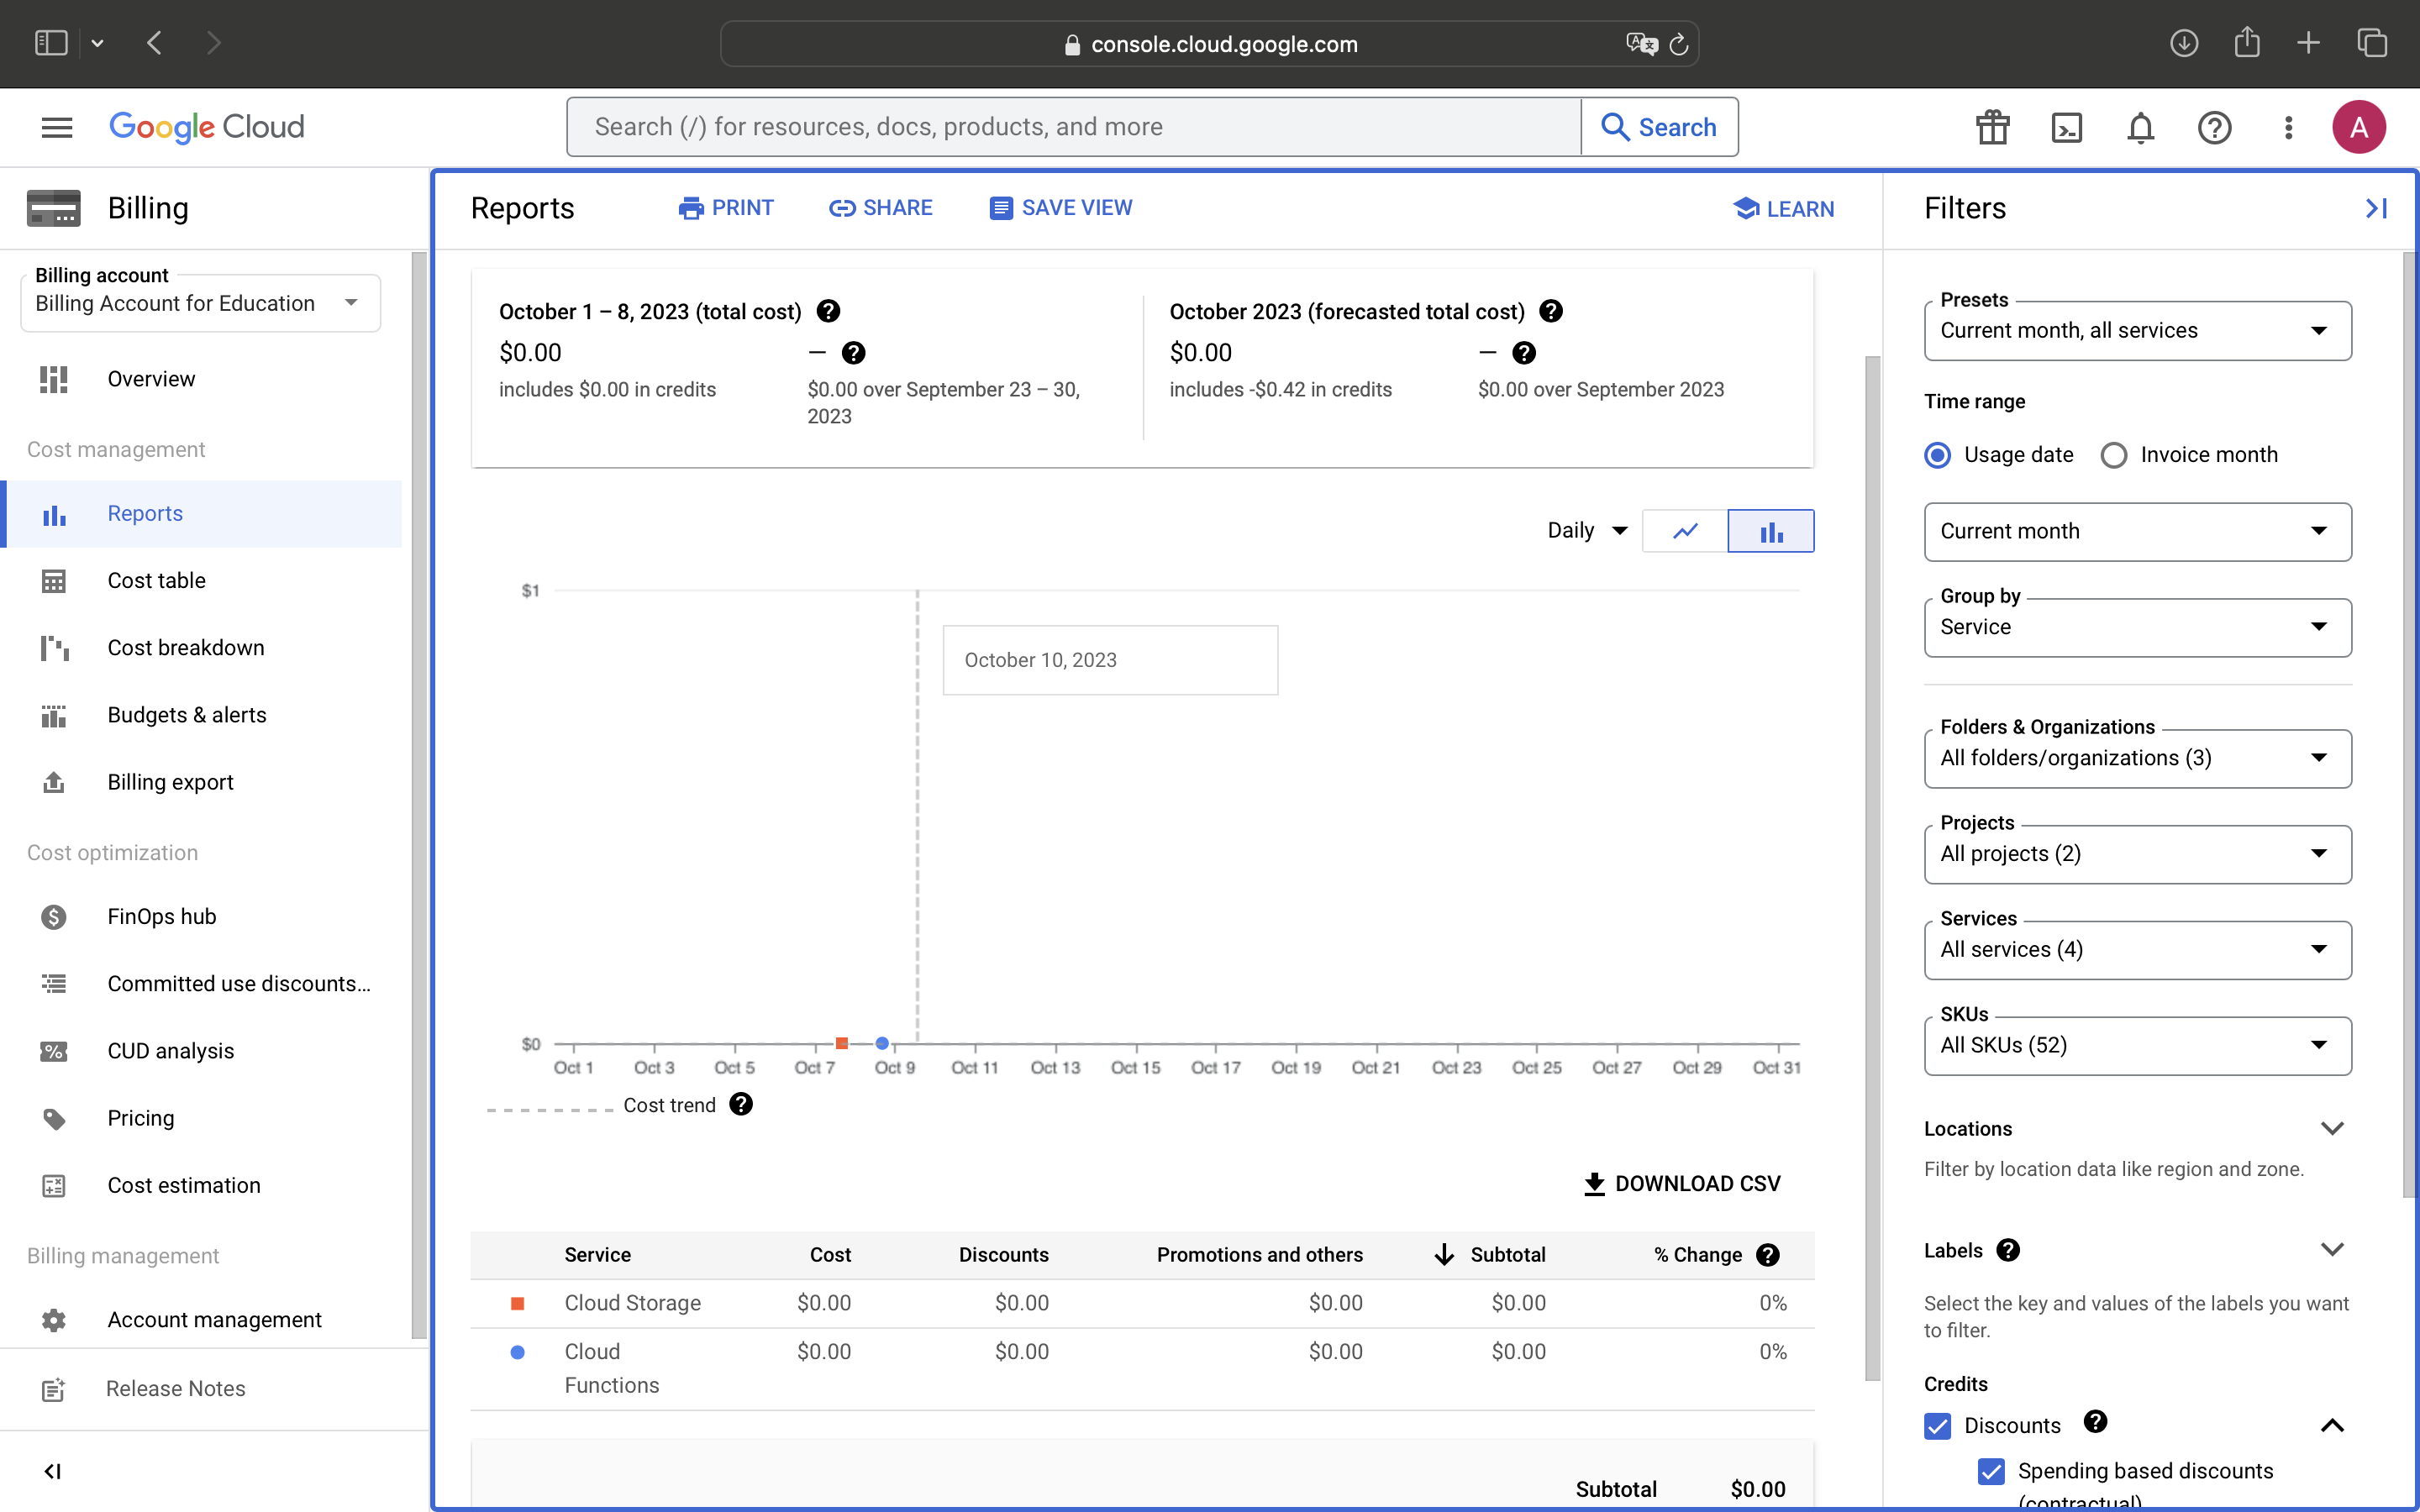 console.cloud.google.com
Google Cloud
Search (/) for resources, docs, products, and more
Search
A
Billing
Billing account
Billing Account for Education
Overview
Cost management
Reports
Cost table
Cost breakdown
Budgets & alerts
Billing export
Cost optimization
FinOps hub
Committed use discounts...
CUD analysis
Pricing
Cost estimation
Billing management
Account management
Release Notes
Reports
PRINT
SHARE
SAVE VIEW
LEARN
October 1 – 8, 2023 (total cost)
$0.00
includes $0.00 in credits
—
$0.00 over September 23 – 30,
2023
October 2023 (forecasted total cost)
$0.00
includes -$0.42 in credits
—
$0.00 over September 2023
Daily
$1
October 10, 2023
$0
Oct 1 Oct 3 Oct 5 Oct 7 Oct 9 Oct 11 Oct 13 Oct 15 Oct 17 Oct 19 Oct 21 Oct 23 Oct 25 Oct 27 Oct 29 Oct 31
Cost trend
DOWNLOAD CSV
Service Cost Discounts Promotions and others Subtotal % Change
Cloud Storage $0.00 $0.00 $0.00 $0.00 0%
Cloud $0.00 $0.00 $0.00 $0.00 0%
Functions
Subtotal $0.00
Filters
Presets
Current month, all services
Time range
Usage date Invoice month
Current month
Group by
Service
Folders & Organizations
All folders/organizations (3)
Projects
All projects (2)
Services
All services (4)
SKUs
All SKUs (52)
Locations
Filter by location data like region and zone.
Labels
Select the key and values of the labels you want
to filter.
Credits
Discounts
Spending based discounts
(contractual)